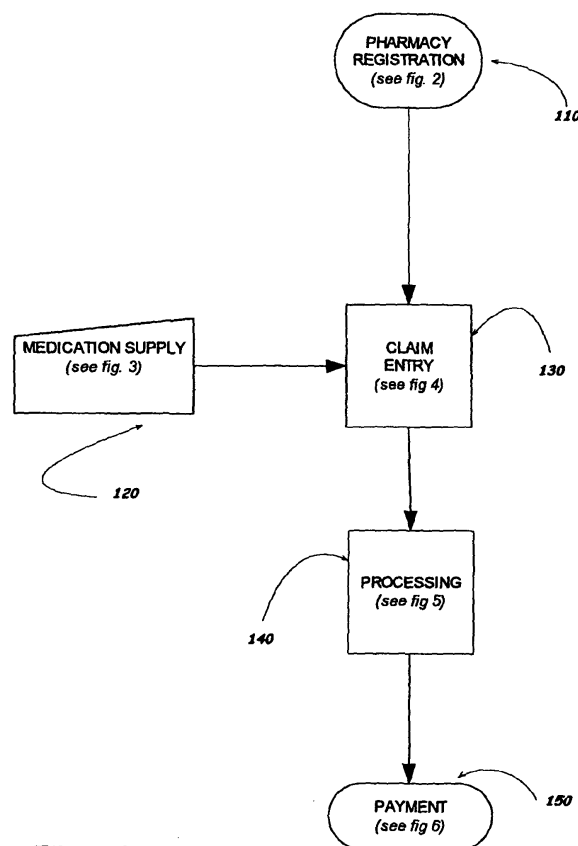 PHARMACY
REGISTRATION
(see fig. 2)
110
MEDICATION SUPPLY
(see fig. 3)
120
CLAIM
ENTRY
(see fig 4)
130
PROCESSING
(see fig 5)
140
PAYMENT
(see fig 6)
150